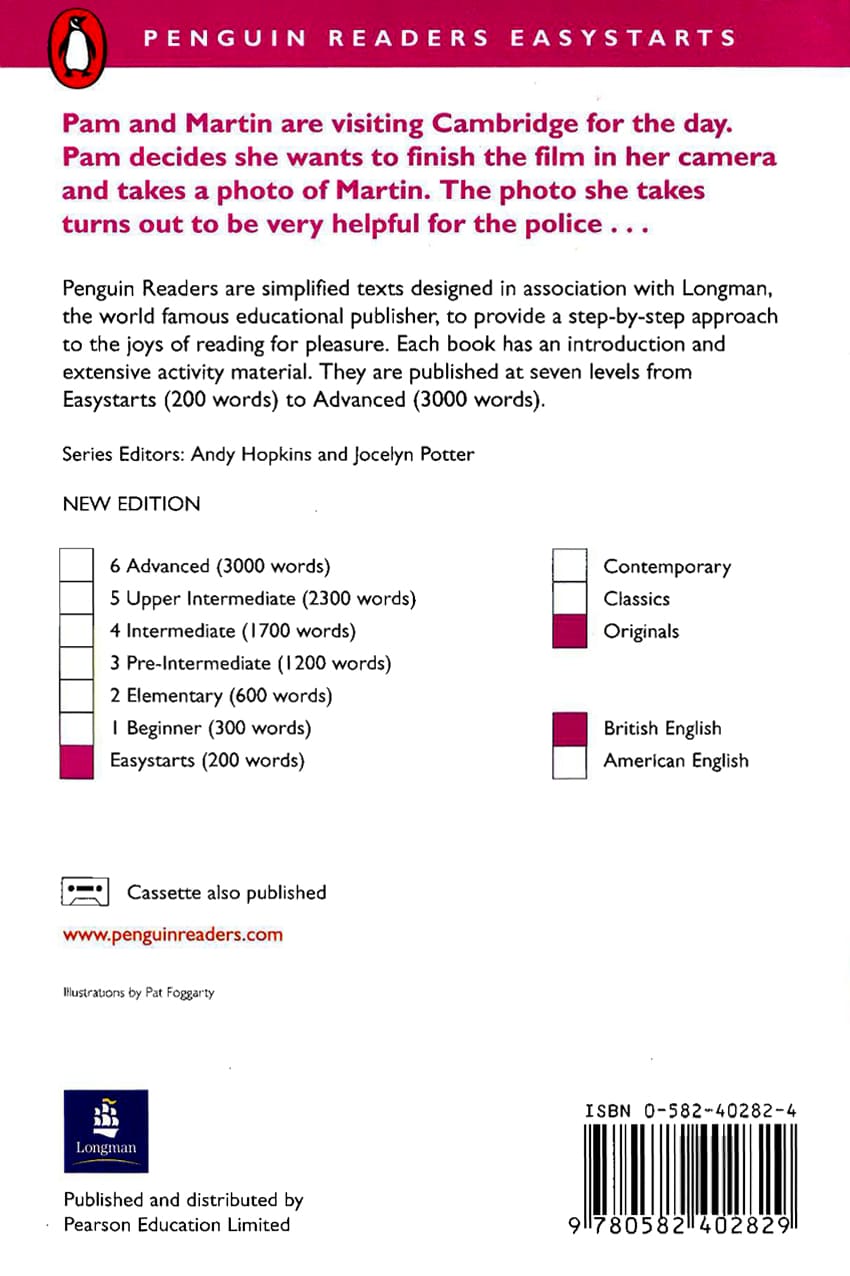 PENGUIN READERS EASYSTARTS
Pam and Martin are visiting Cambridge for the day.
Pam decides she wants to finish the film in her camera
and takes a photo of Martin. The photo she takes
turns out to be very helpful for the police . . .
Penguin Readers are simplified texts designed in association with Longman,
the world famous educational publisher, to provide a step-by-step approach
to the joys of reading for pleasure. Each book has an introduction and
extensive activity material. They are published at seven levels from
Easystarts (200 words) to Advanced (3000 words).
Series Editors: Andy Hopkins and Jocelyn Potter
NEW EDITION
6 Advanced (3000 words)
5 Upper Intermediate (2300 words)
4 Intermediate (1700 words)
3 Pre-Intermediate (1200 words)
2 Elementary (600 words)
1 Beginner (300 words)
Easystarts (200 words)
Contemporary
Classics
Originals
British English
American English
Cassette also published
www.penguinreaders.com
Illustrations by Pat Foggarty
Longman
Published and distributed by
Pearson Education Limited
ISBN 0-582-40282-4
9 780582 402829